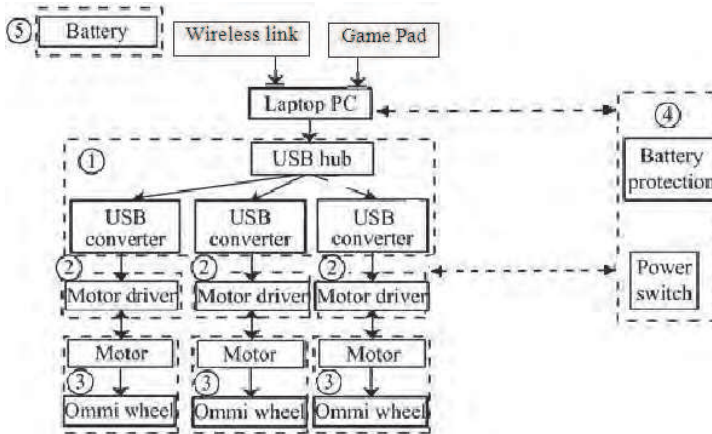 5 Battery
Wireless link
Game Pad
Laptop PC
4
1
USB hub
Battery
protection
USB
converter
USB
converter
USB
converter
2
2
2
Motor driver
Motor driver
Motor driver
Power
switch
Motor
Motor
Motor
3
3
3
Ommi wheel
Ommi wheel
Ommi wheel